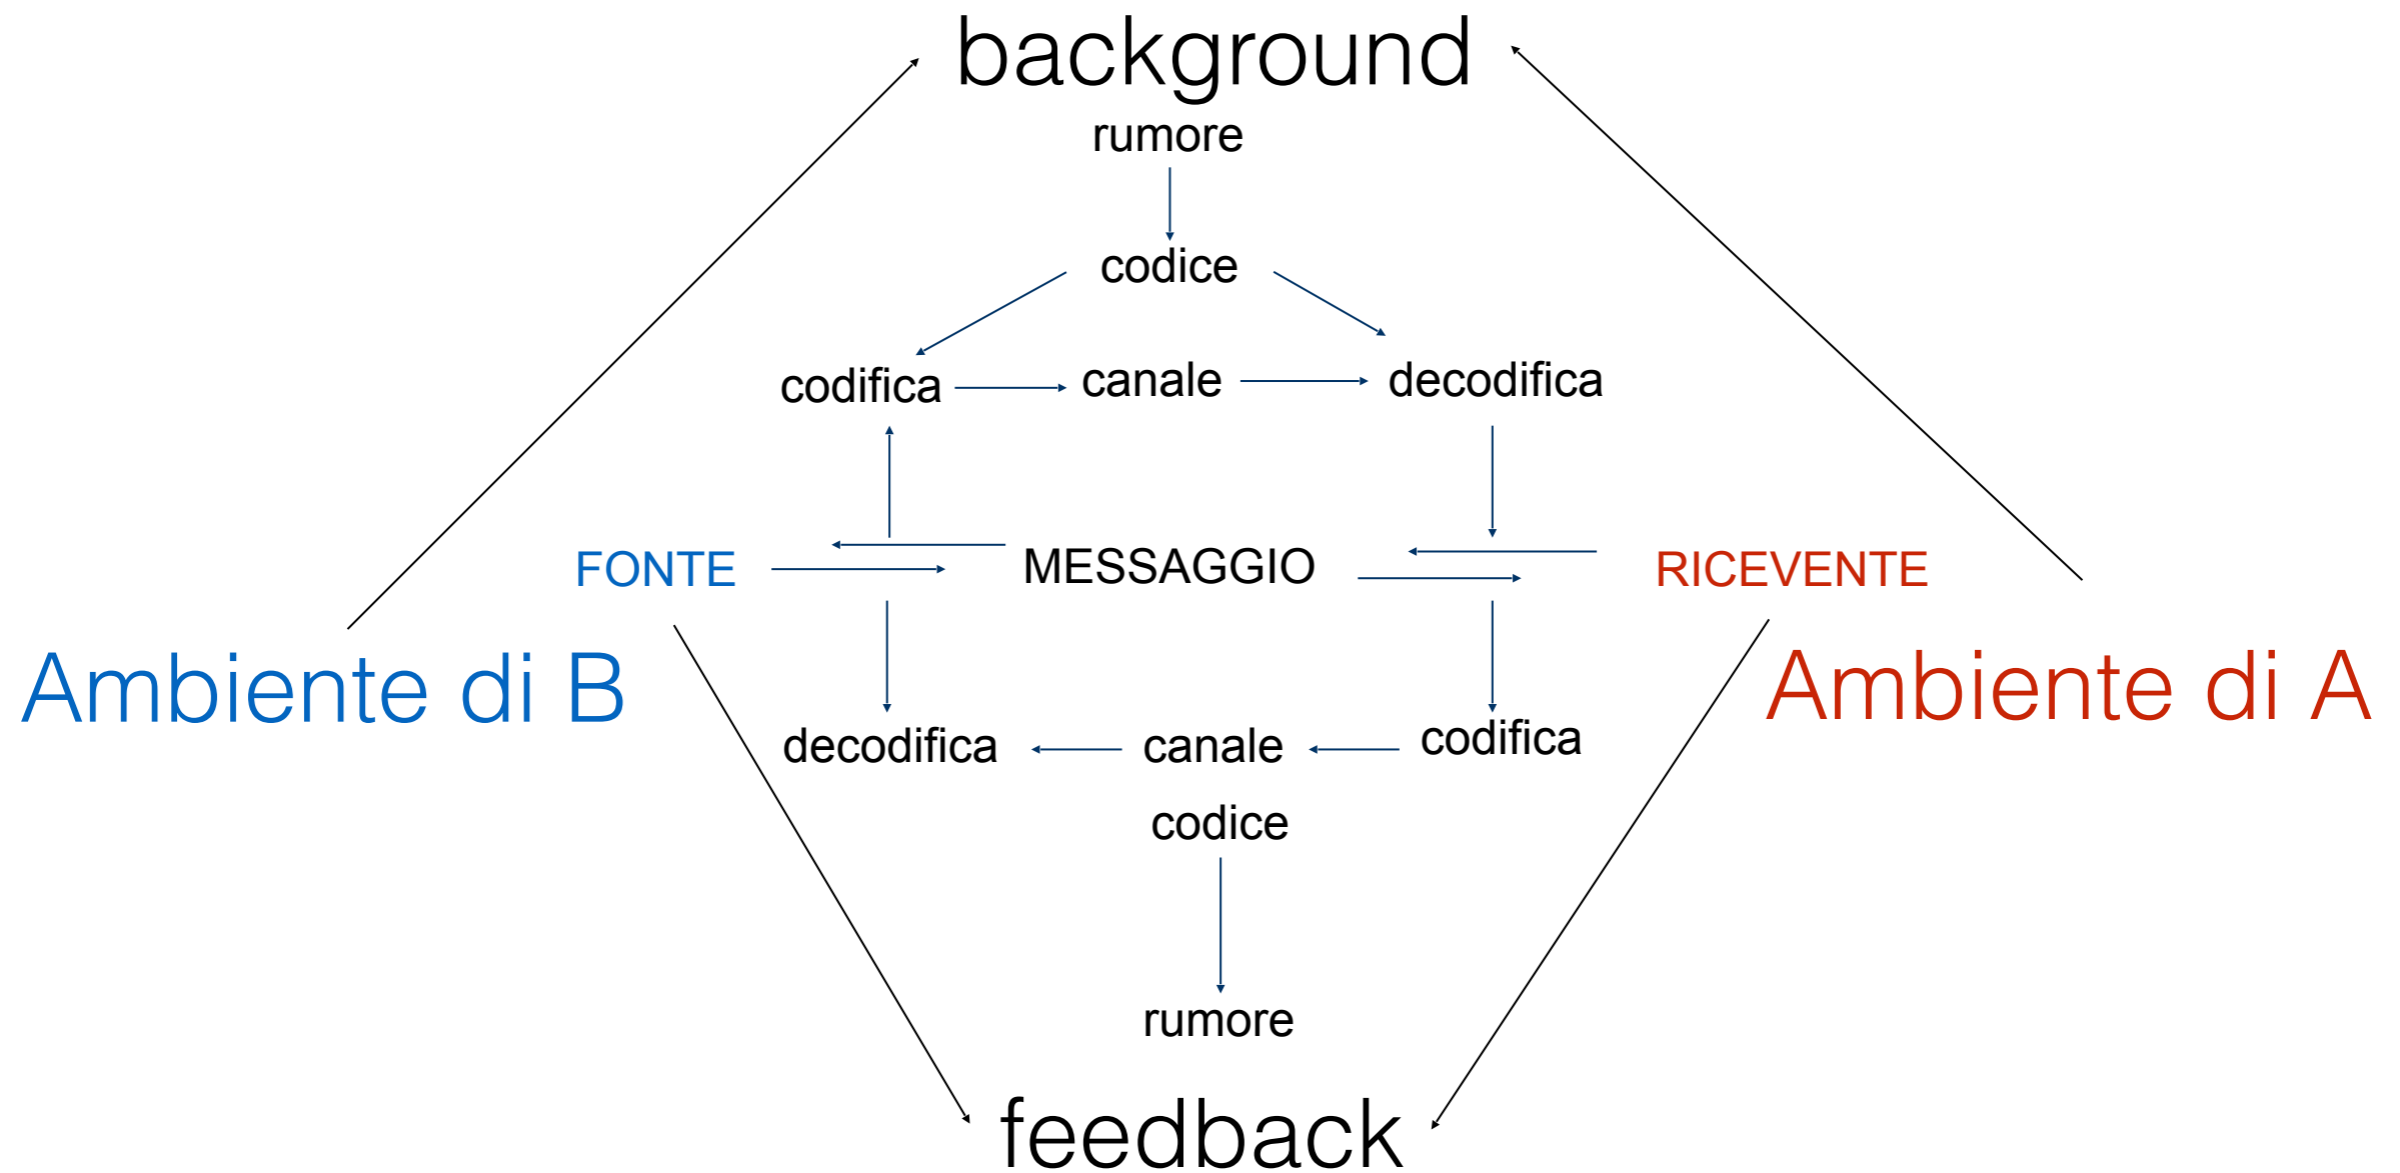 background
rumore
codice
codifica
canale
decodifica
FONTE
MESSAGGIO
RICEVENTE
Ambiente di B
Ambiente di A
decodifica
canale
codifica
codice
rumore
feedback